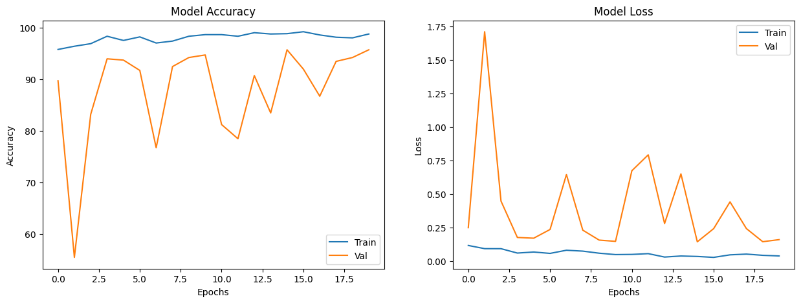 Model Accuracy
Accuracy
100
90
80
70
60
0.0 2.5 5.0 7.5 10.0 12.5 15.0 17.5
Epochs
Train
Val
Model Loss
Loss
1.75
1.50
1.25
1.00
0.75
0.50
0.25
0.00
0.0 2.5 5.0 7.5 10.0 12.5 15.0 17.5
Epochs
Train
Val